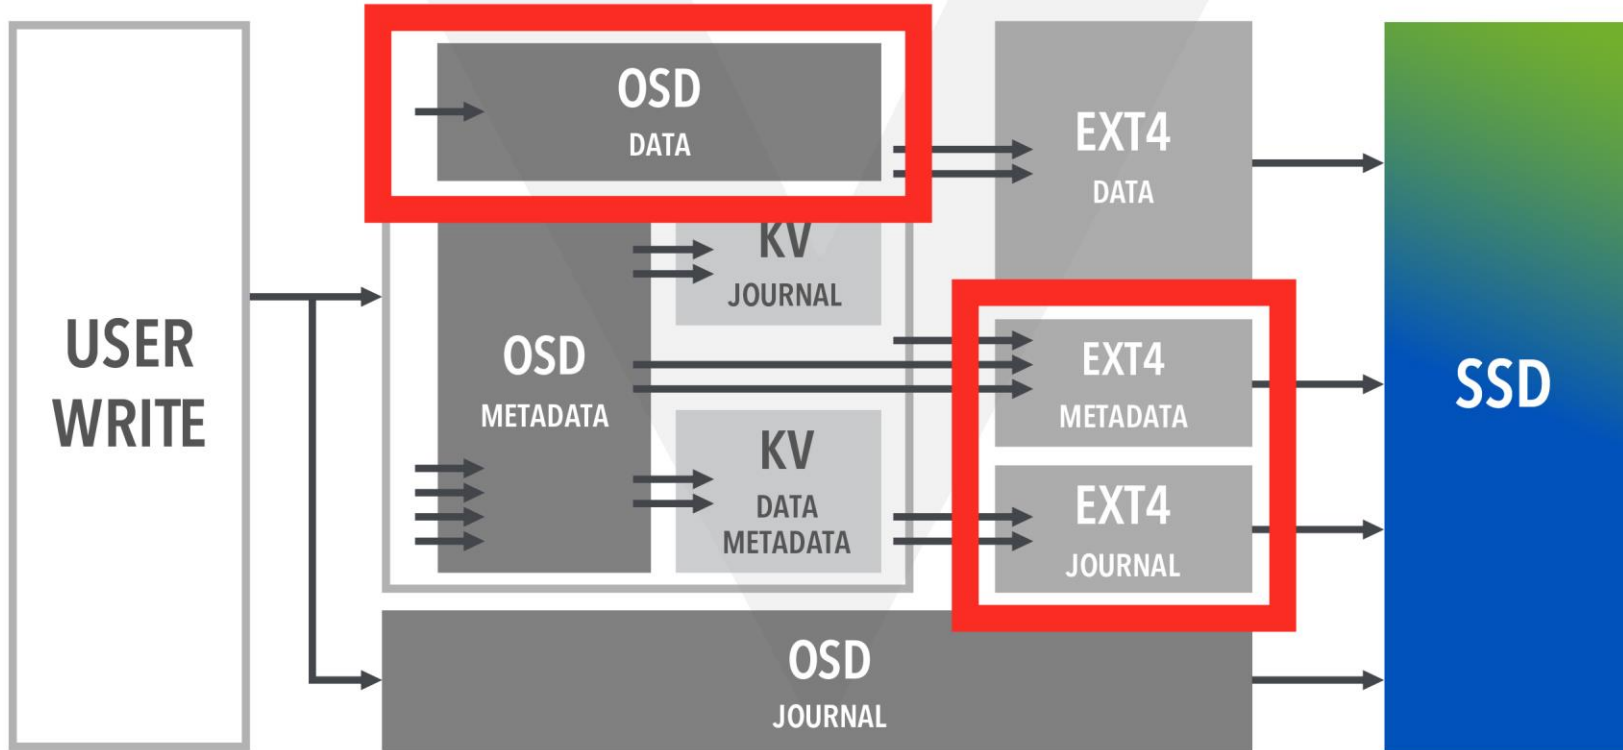 USER
WRITE
OSD
DATA
OSD
METADATA
KV
JOURNAL
KV
DATA
METADATA
OSD
JOURNAL
EXT4
DATA
EXT4
METADATA
EXT4
JOURNAL
SSD